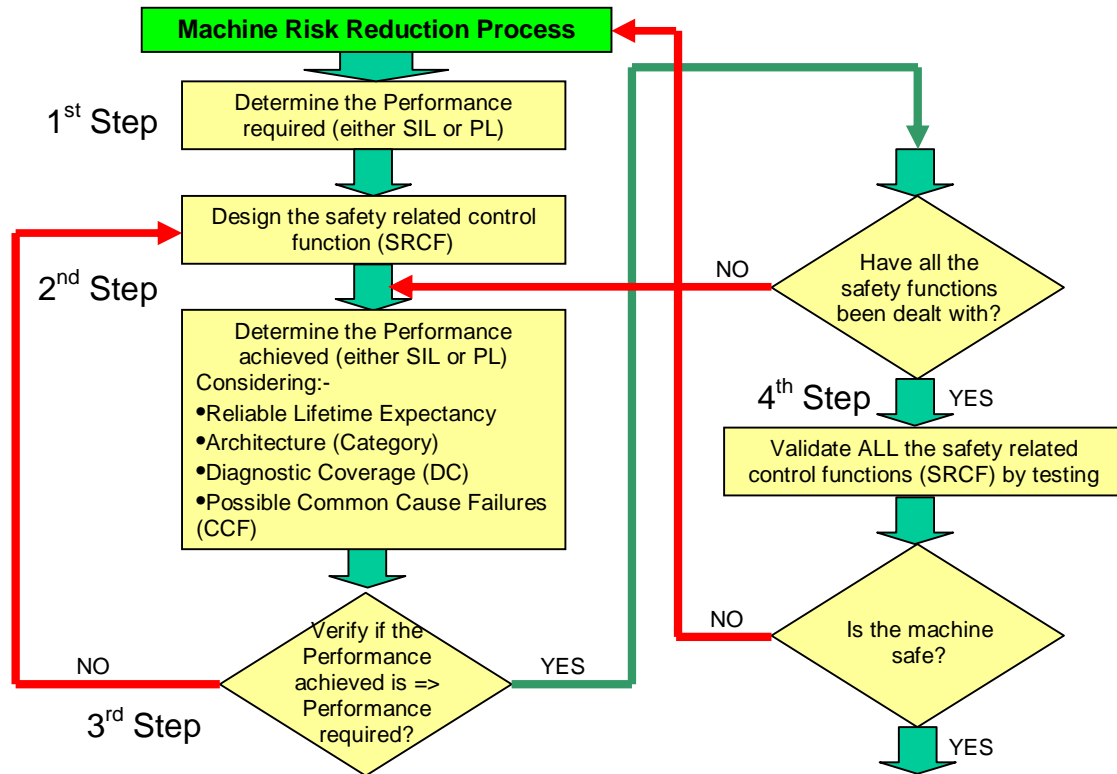 Machine Risk Reduction Process
1st Step
Determine the Performance
required (either SIL or PL)
Design the safety related control
function (SRCF)
2nd Step
Determine the Performance
achieved (either SIL or PL)
Considering:-
•Reliable Lifetime Expectancy
•Architecture (Category)
•Diagnostic Coverage (DC)
•Possible Common Cause Failures
(CCF)
Verify if the
Performance
achieved is =>
Performance
required?
NO
YES
3rd Step
Have all the
safety functions
been dealt with?
NO
YES
4th Step
Validate ALL the safety related
control functions (SRCF) by testing
Is the machine
safe?
NO
YES